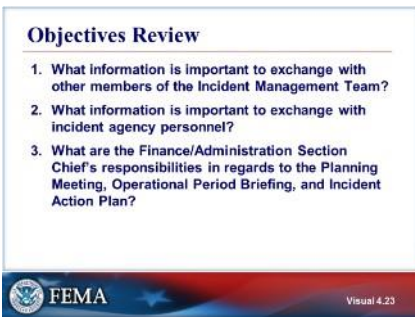 Objectives Review
1. What information is important to exchange with
other members of the Incident Management Team?
2. What information is important to exchange with
incident agency personnel?
3. What are the Finance/Administration Section
Chief's responsibilities in regards to the Planning
Meeting, Operational Period Briefing, and Incident
Action Plan?
FEMA
Visual 4.23